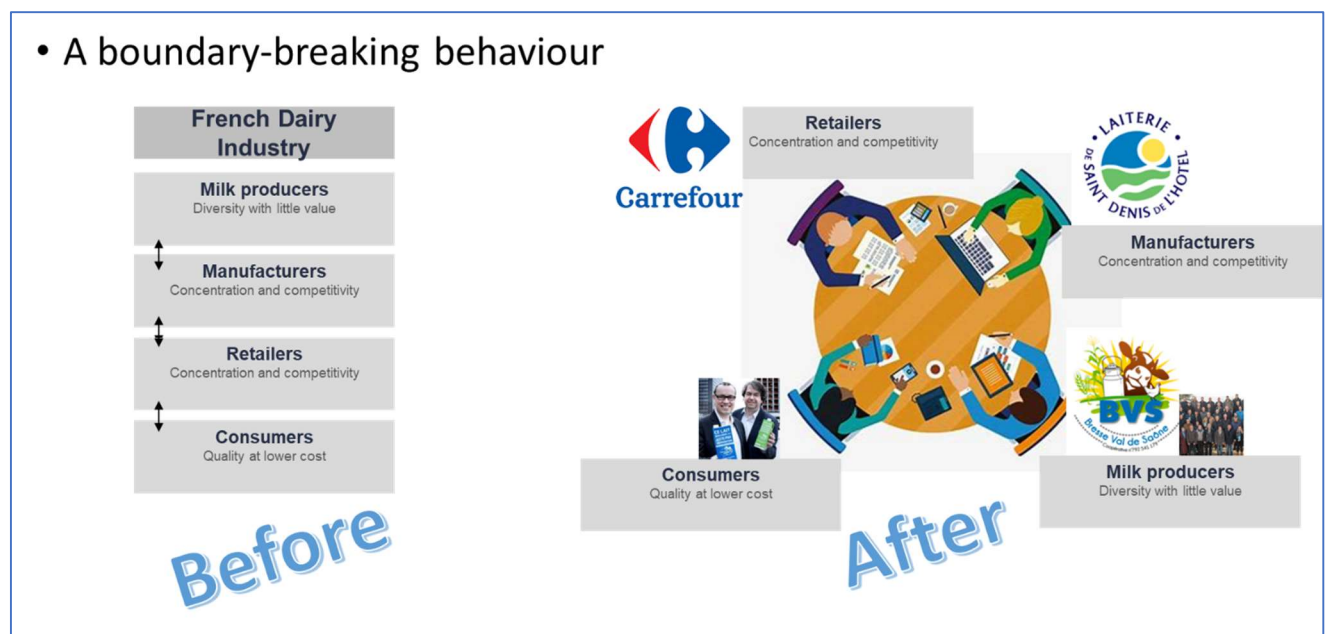 • A boundary-breaking behaviour
French Dairy
Industry
Milk producers
Diversity with little value
Manufacturers
Concentration and competitivity
Retailers
Concentration and competitivity
Consumers
Quality at lower cost
Before
Carrefour
Retailers
Concentration and competitivity
• LAITERIE •
DE SAINT DENIS DE L'HOTEL
Manufacturers
Concentration and competitivity
BVS
Bresse Val de Saône
Consumers
Quality at lower cost
Milk producers
Diversity with little value
After